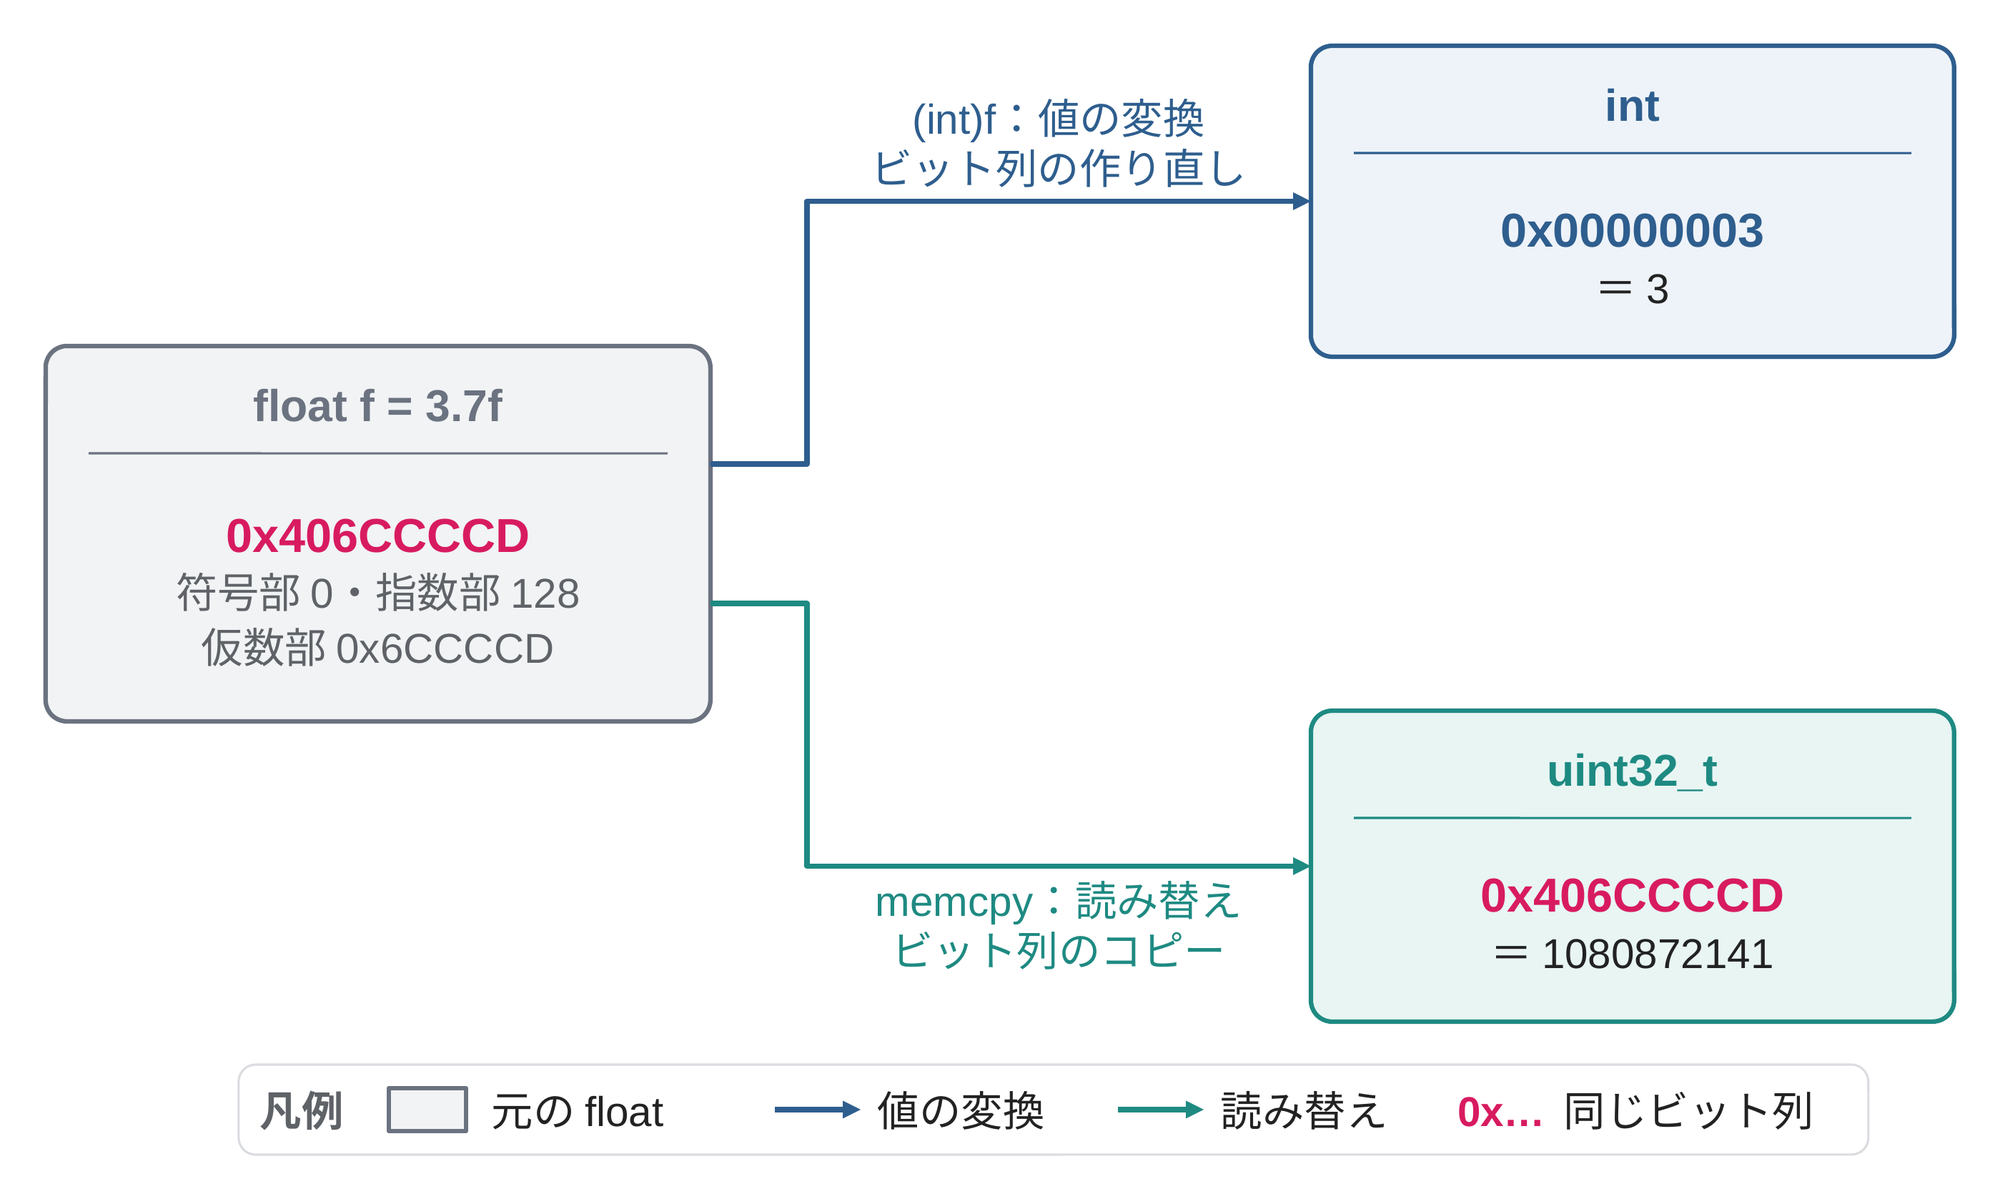 (int)f：値の変換
ビット列の作り直し
int
0x00000003
＝ 3
float f = 3.7f
0x406CCCCD
符号部 0・指数部 128
仮数部 0x6CCCCD
uint32_t
0x406CCCCD
＝ 1080872141
memcpy：読み替え
ビット列のコピー
凡例 元の float 値の変換 読み替え 0x... 同じビット列